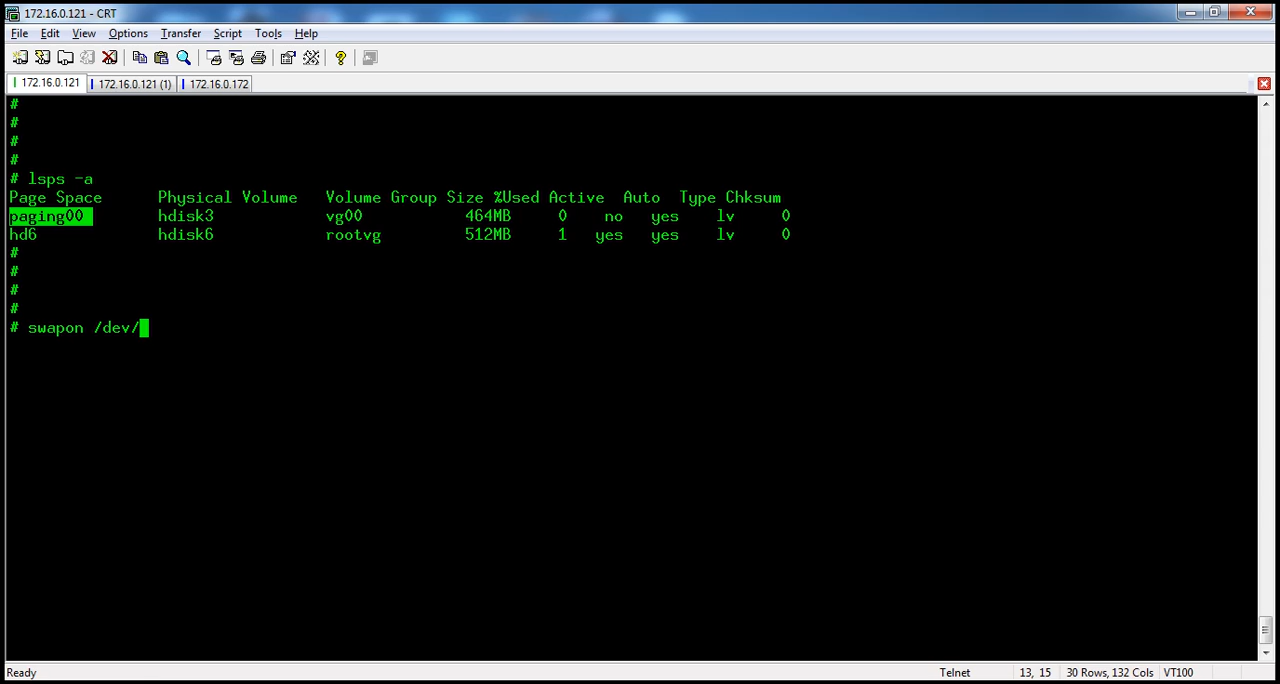 172.16.0.121 - CRT
File Edit View Options Transfer Script Tools Help
172.16.0.121 172.16.0.121 (1) 172.16.0.172
#
#
#
#
# lsps -a
Page Space Physical Volume Volume Group Size %Used Active Auto Type Chksum
paging00 hdisk3 vg00 464MB 0 no yes lv 0
hd6 hdisk6 rootvg 512MB 1 yes yes lv 0
#
#
#
#
# swapon /dev/
Ready Telnet 13, 15 30 Rows, 132 Cols VT100